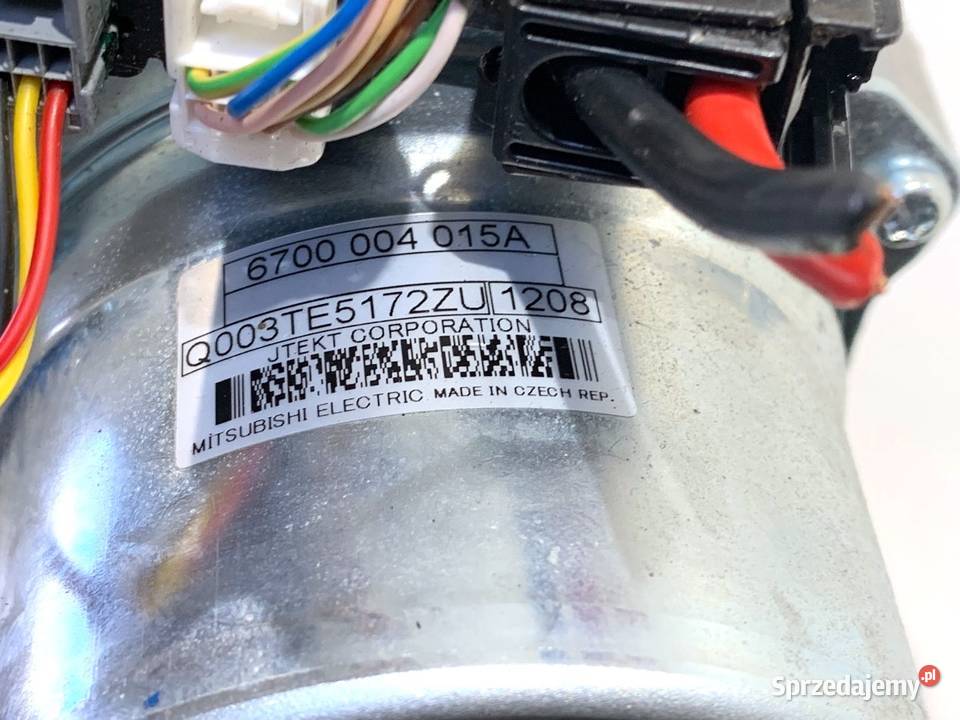 6700 004 015A
Q003TE5172ZU 1208
JTEKT CORPORATION
MITSUBISHI ELECTRIC MADE IN CZECH REP.
Sprzedajemy.pl